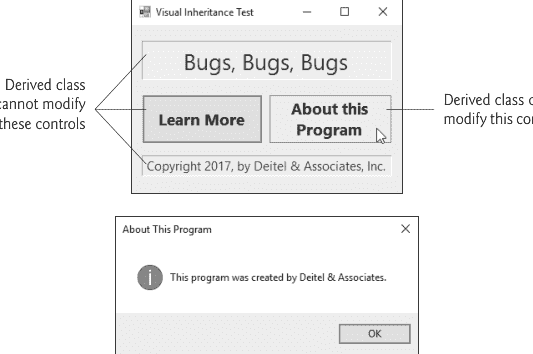 Visual Inheritance Test
Bugs, Bugs, Bugs
Derived class
cannot modify
these controls
Learn More
About this
Program
Derived class
modify this
Copyright 2017, by Deitel & Associates, Inc.
About This Program
This program was created by Deitel & Associates.
OK